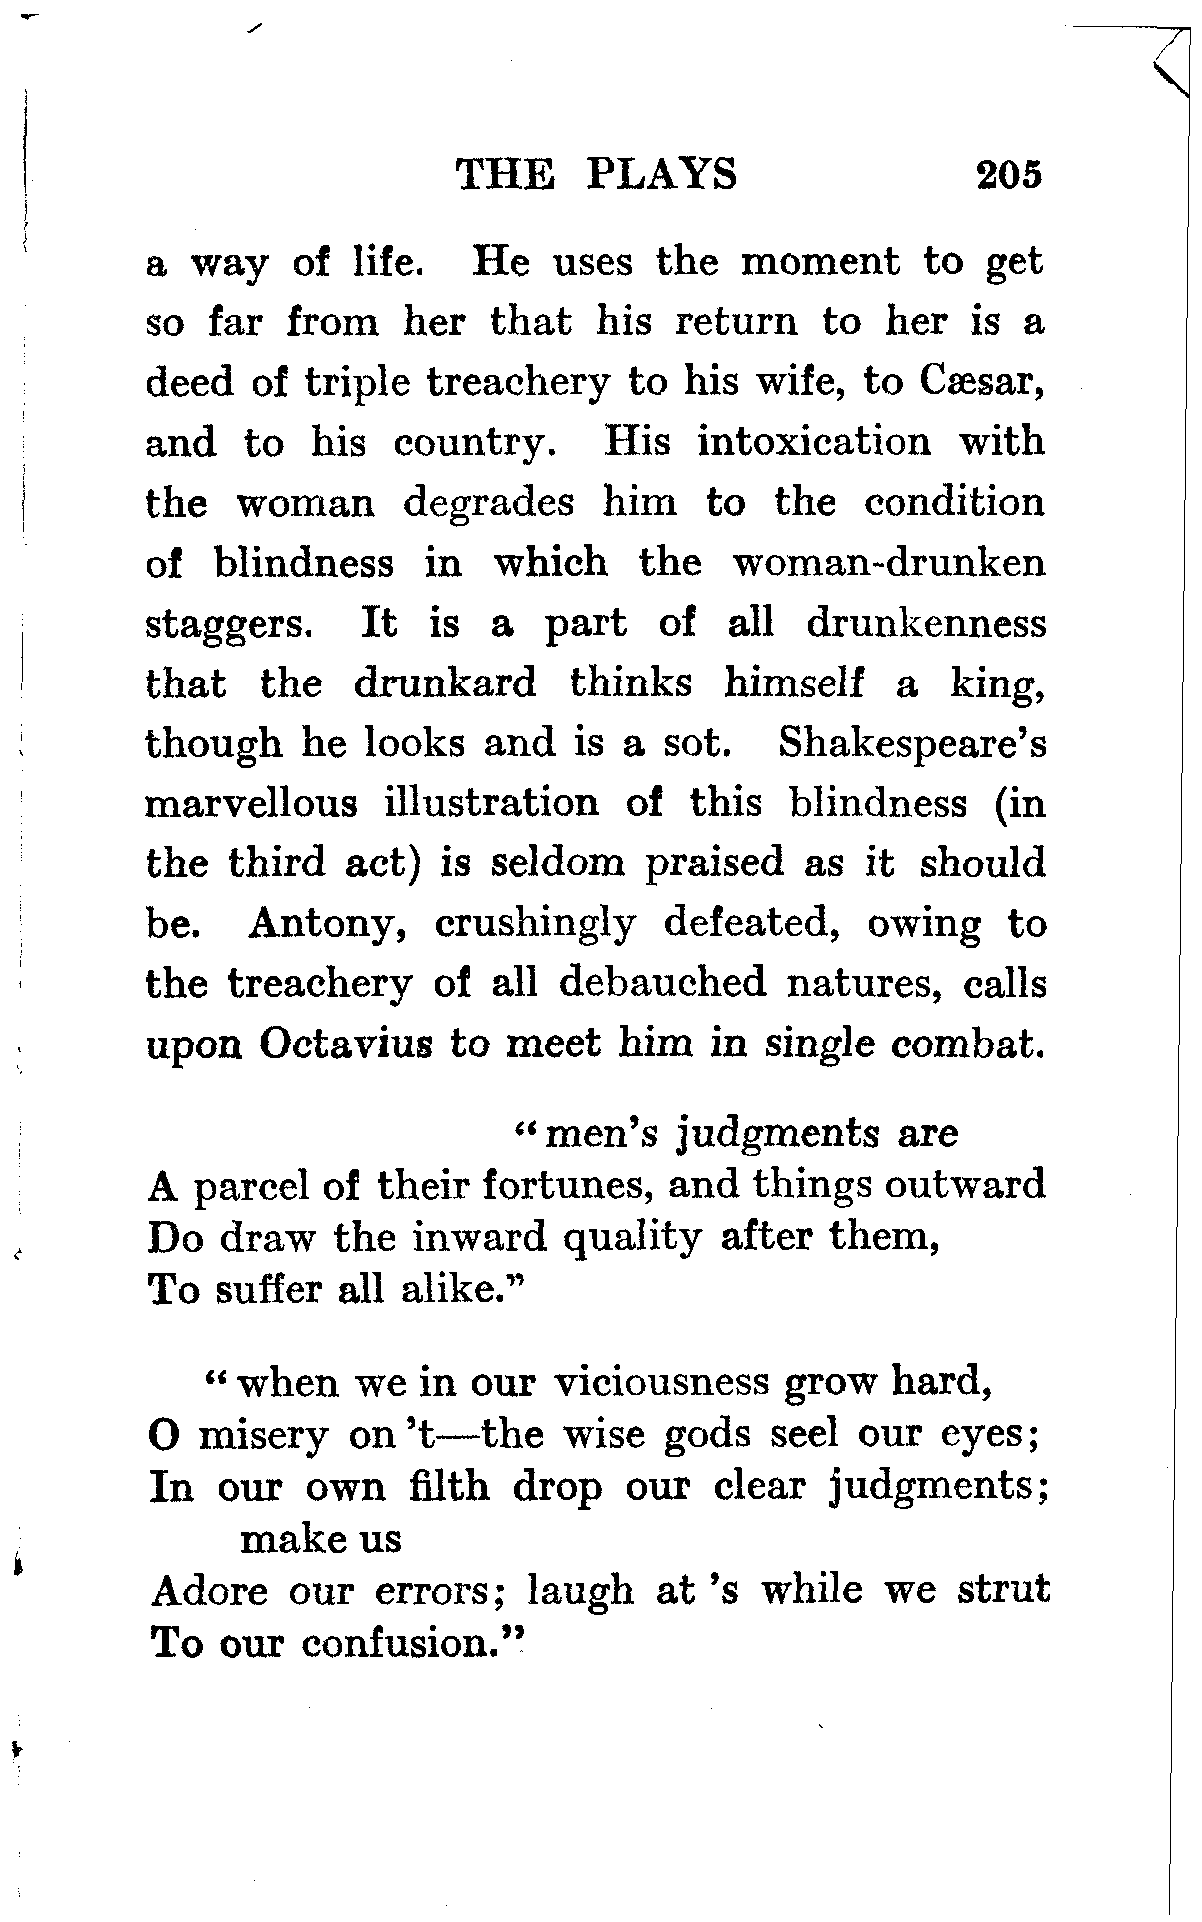 THE PLAYS 205
a way of life. He uses the moment to get
so far from her that his return to her is a
deed of triple treachery to his wife, to Cæsar,
and to his country. His intoxication with
the woman degrades him to the condition
of blindness in which the woman-drunken
staggers. It is a part of all drunkenness
that the drunkard thinks himself a king,
though he looks and is a sot. Shakespeare's
marvellous illustration of this blindness (in
the third act) is seldom praised as it should
be. Antony, crushingly defeated, owing to
the treachery of all debauched natures, calls
upon Octavius to meet him in single combat.
"men's judgments are
A parcel of their fortunes, and things outward
Do draw the inward quality after them,
To suffer all alike."
"when we in our viciousness grow hard,
O misery on 't—the wise gods seel our eyes;
In our own filth drop our clear judgments;
make us
Adore our errors; laugh at 's while we strut
To our confusion."